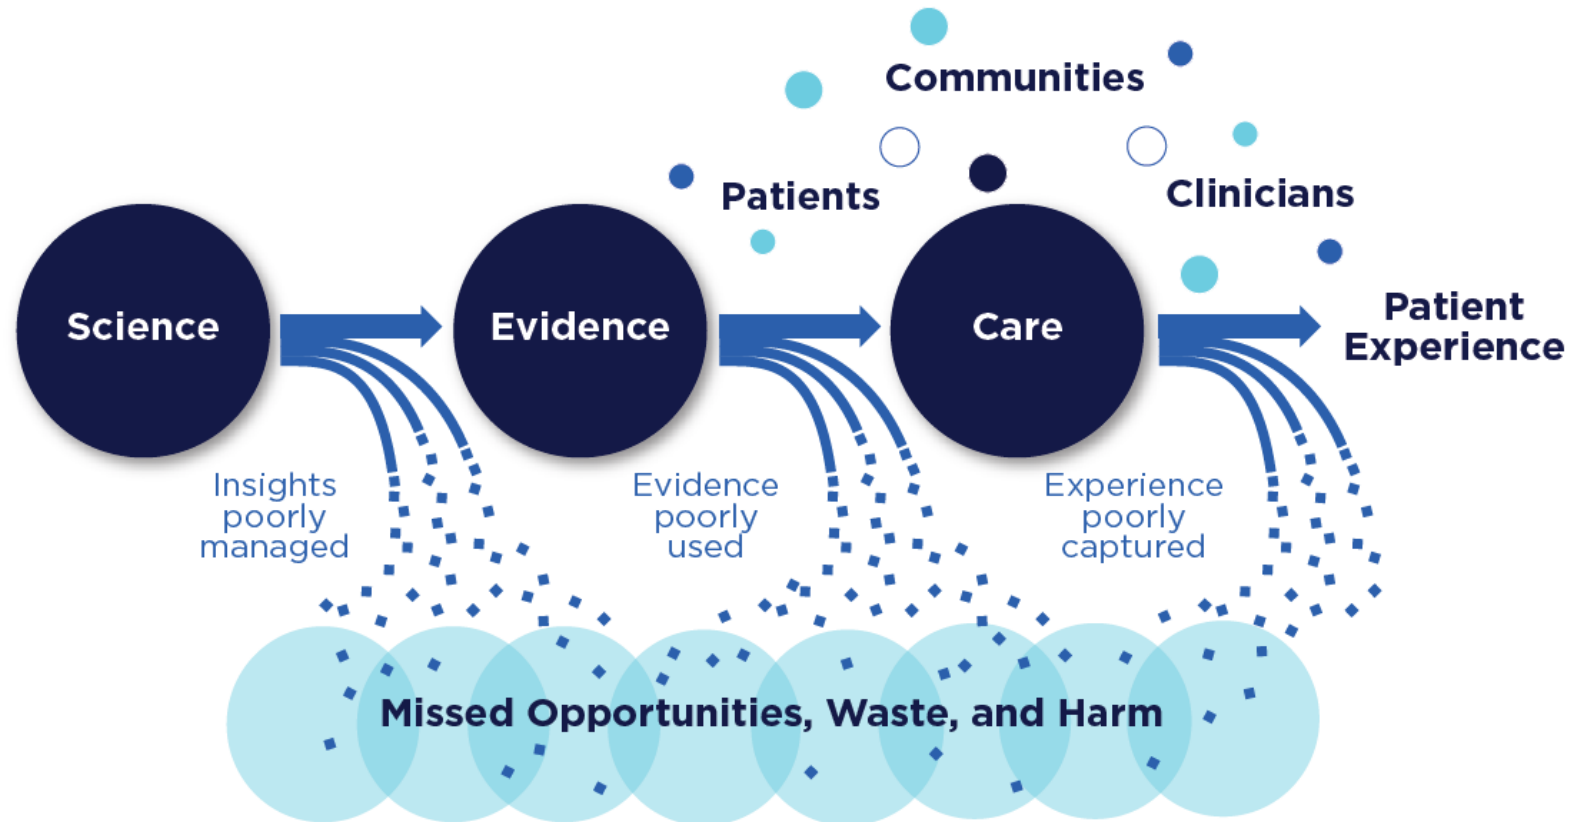 Communities
Patients
Clinicians
Science
Evidence
Care
Patient
Experience
Insights
poorly
managed
Evidence
poorly
used
Experience
poorly
captured
Missed Opportunities, Waste, and Harm